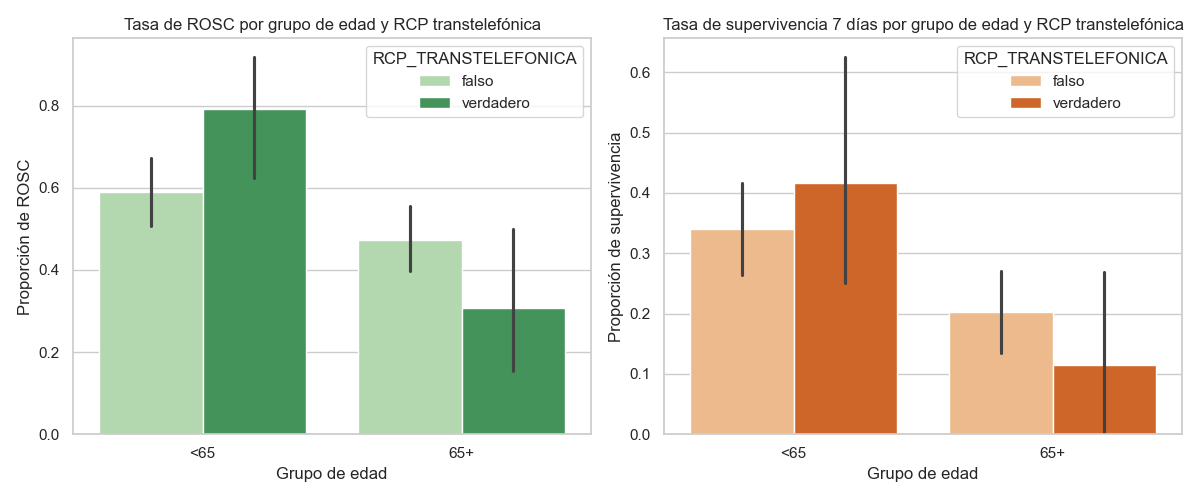 Tasa de ROSC por grupo de edad y RCP transtelefónica
Proporción de ROSC
0.8
0.6
0.4
0.2
0.0
RCP_TRANSTELEFONICA
falso
verdadero
<65
65+
Grupo de edad
Tasa de supervivencia 7 días por grupo de edad y RCP transtelefónica
Proporción de supervivencia
0.6
0.5
0.4
0.3
0.2
0.1
0.0
RCP_TRANSTELEFONICA
falso
verdadero
<65
65+
Grupo de edad